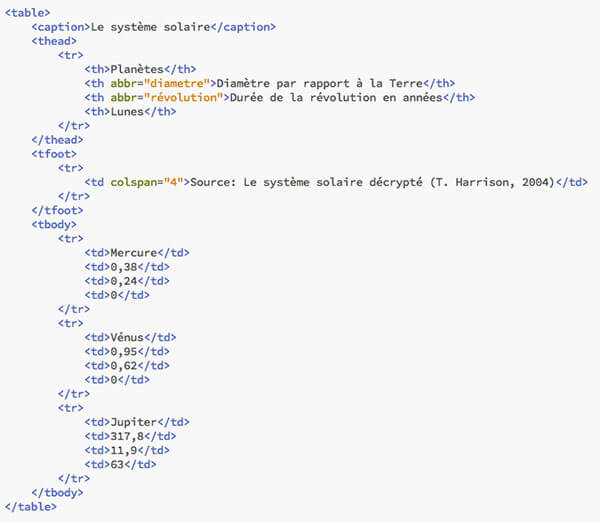 <table>
<caption>Le système solaire</caption>
<thead>
<tr>
<th>Planètes</th>
<th abbr="diametre">Diamètre par rapport à la Terre</th>
<th abbr="révolution">Durée de la révolution en années</th>
<th>Lunes</th>
</tr>
</thead>
<tfoot>
<tr>
<td colspan="4">Source: Le système solaire décrypté (T. Harrison, 2004)</td>
</tr>
</tfoot>
<tbody>
<tr>
<td>Mercure</td>
<td>0,38</td>
<td>0,24</td>
<td>0</td>
</tr>
<tr>
<td>Vénus</td>
<td>0,95</td>
<td>0,62</td>
<td>0</td>
</tr>
<tr>
<td>Jupiter</td>
<td>317,8</td>
<td>11,9</td>
<td>63</td>
</tr>
</tbody>
</table>